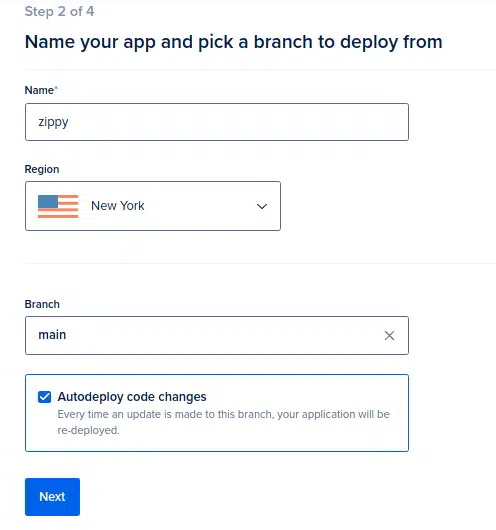 Step 2 of 4
Name your app and pick a branch to deploy from
Name*
zippy
Region
New York
Branch
main
Autodeploy code changes
Every time an update is made to this branch, your application will be
re-deployed.
Next